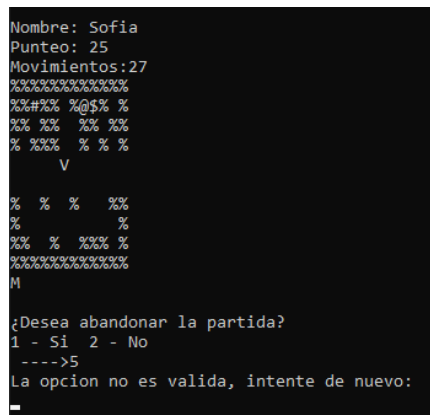 Nombre: Sofia
Punteo: 25
Movimientos:27
%%%%%%%%%%%%
%%#%% %@$% %
%% %%  %% %%
% %%%  % % %
     V

%  %  %   %%
%          %
%%  %  %%% %
%%%%%%%%%%%%
M

¿Desea abandonar la partida?
1 - Si  2 - No
 ---->5
La opcion no es valida, intente de nuevo: